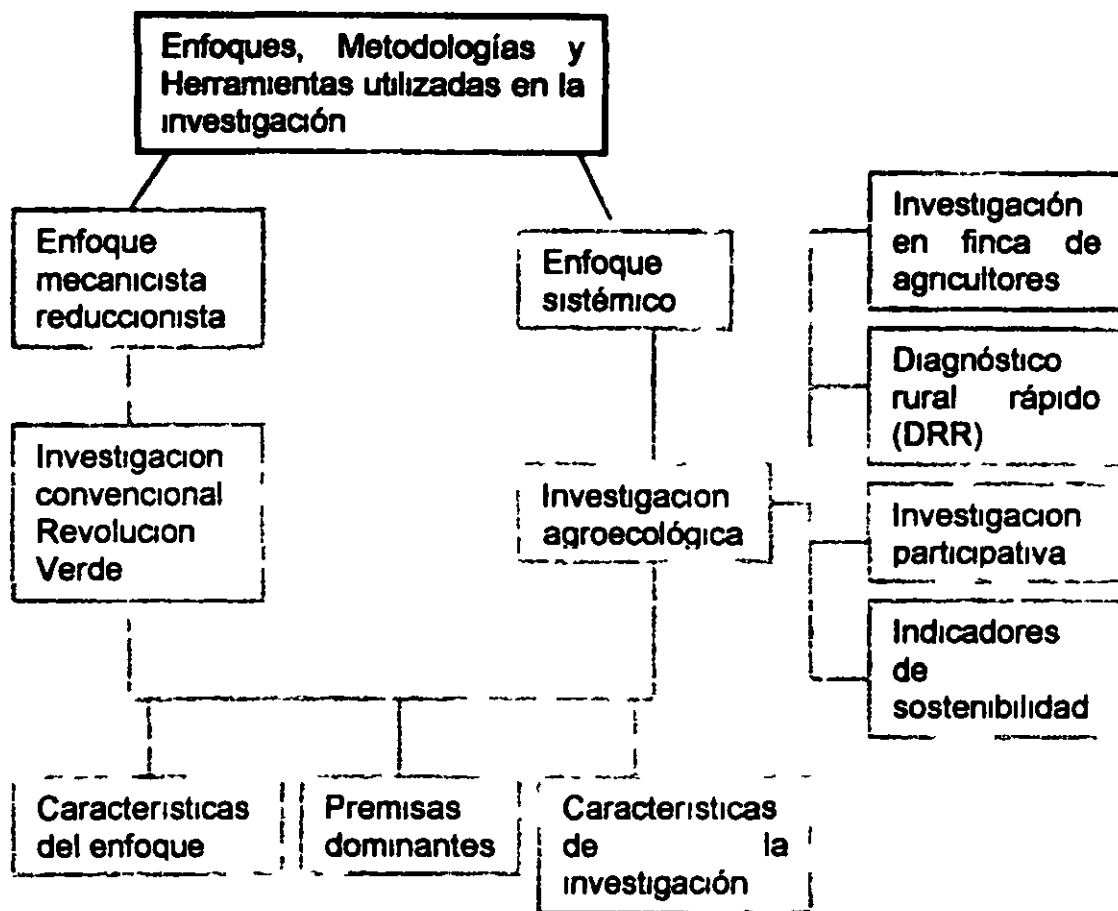 Enfoques, Metodologías y
Herramientas utilizadas en la
investigación
Enfoque
mecanicista
reduccionista
Enfoque
sistémico
Investigación
en finca de
agricultores
Diagnóstico
rural rápido
(DRR)
Investigacion
convencional
Revolucion
Verde
Investigacion
agroecológica
Investigacion
participativa
Indicadores
de
sostenibilidad
Características
del enfoque
Premisas
dominantes
Características
de la
investigación